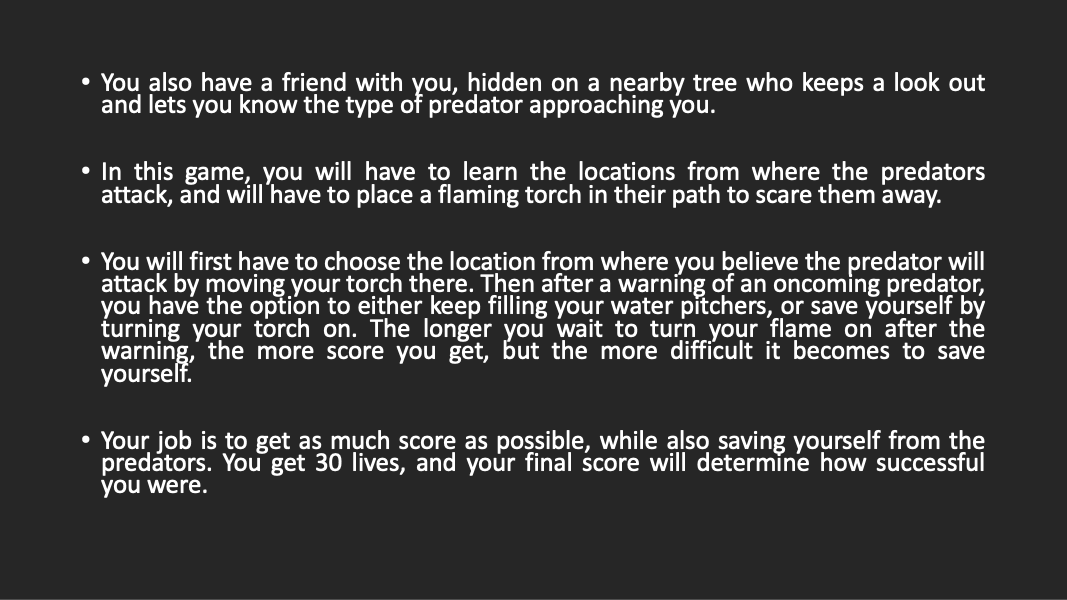 • You also have a friend with you, hidden on a nearby tree who keeps a look out
and lets you know the type of predator approaching you.
• In this game, you will have to learn the locations from where the predators
attack, and will have to place a flaming torch in their path to scare them away.
• You will first have to choose the location from where you believe the predator will
attack by moving your torch there. Then after a warning of an oncoming predator,
you have the option to either keep filling your water pitchers, or save yourself by
turning your torch on. The longer you wait to turn your flame on after the
warning, the more score you get, but the more difficult it becomes to save
yourself.
• Your job is to get as much score as possible, while also saving yourself from the
predators. You get 30 lives, and your final score will determine how successful
you were.